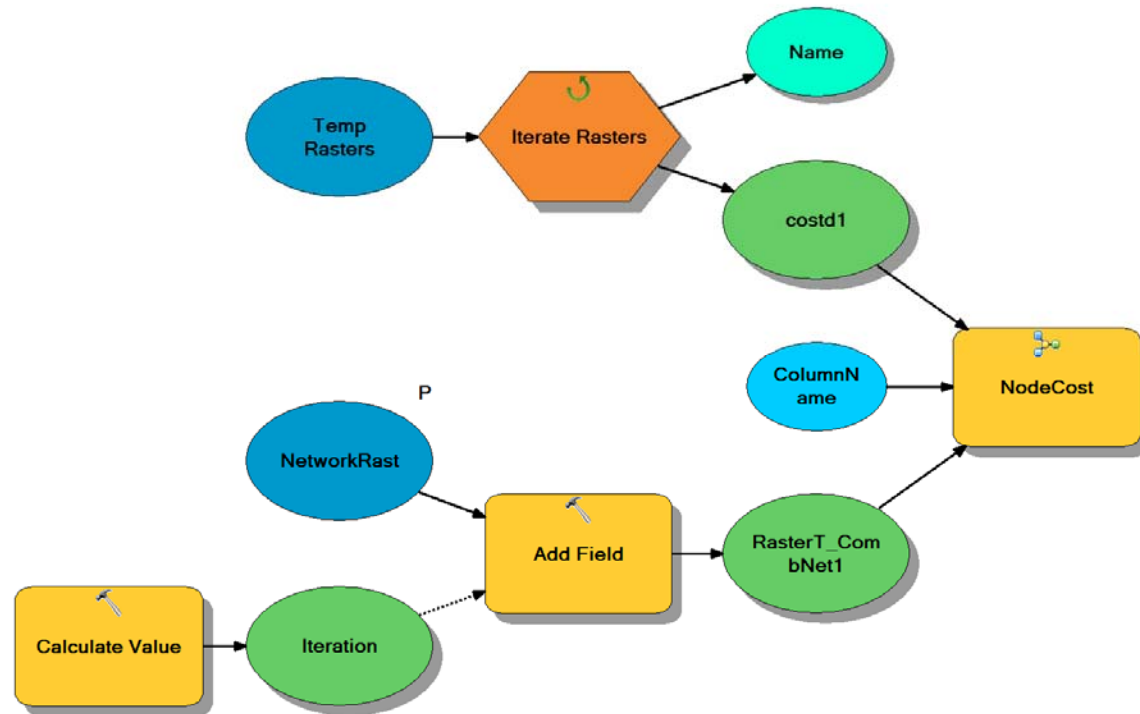 Name
Temp
Rasters
Iterate Rasters
costd1
ColumnN
ame
NodeCost
P
NetworkRast
Add Field
RasterT_Com
bNet1
Calculate Value
Iteration